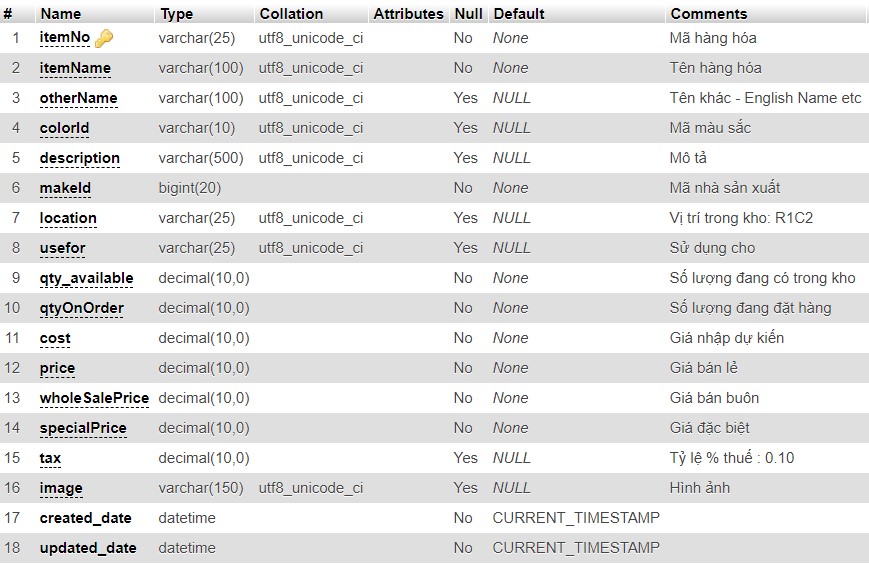 # Name Type Collation Attributes Null Default Comments
1 itemNo varchar(25) utf8_unicode_ci No None Mã hàng hóa
2 itemName varchar(100) utf8_unicode_ci No None Tên hàng hóa
3 otherName varchar(100) utf8_unicode_ci Yes NULL Tên khác - English Name etc
4 colorId varchar(10) utf8_unicode_ci Yes NULL Mã màu sắc
5 description varchar(500) utf8_unicode_ci Yes NULL Mô tả
6 makeId bigint(20) No None Mã nhà sản xuất
7 location varchar(25) utf8_unicode_ci Yes NULL Vị trí trong kho: R1C2
8 usefor varchar(25) utf8_unicode_ci Yes NULL Sử dụng cho
9 qty_available decimal(10,0) No None Số lượng đang có trong kho
10 qtyOnOrder decimal(10,0) No None Số lượng đang đặt hàng
11 cost decimal(10,0) No None Giá nhập dự kiến
12 price decimal(10,0) No None Giá bán lẻ
13 wholeSalePrice decimal(10,0) No None Giá bán buôn
14 specialPrice decimal(10,0) No None Giá đặc biệt
15 tax decimal(10,0) Yes NULL Tỷ lệ % thuế : 0.10
16 image varchar(150) utf8_unicode_ci Yes NULL Hình ảnh
17 created_date datetime No CURRENT_TIMESTAMP
18 updated_date datetime No CURRENT_TIMESTAMP